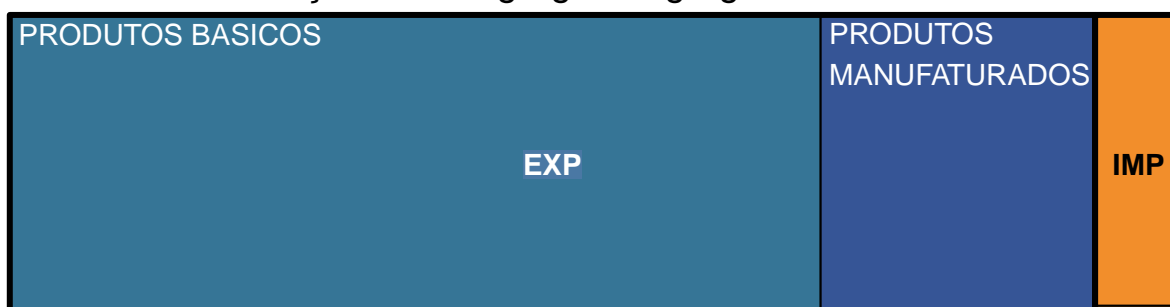 PRODUTOS BASICOS
PRODUTOS
MANUFATURADOS
EXP
IMP